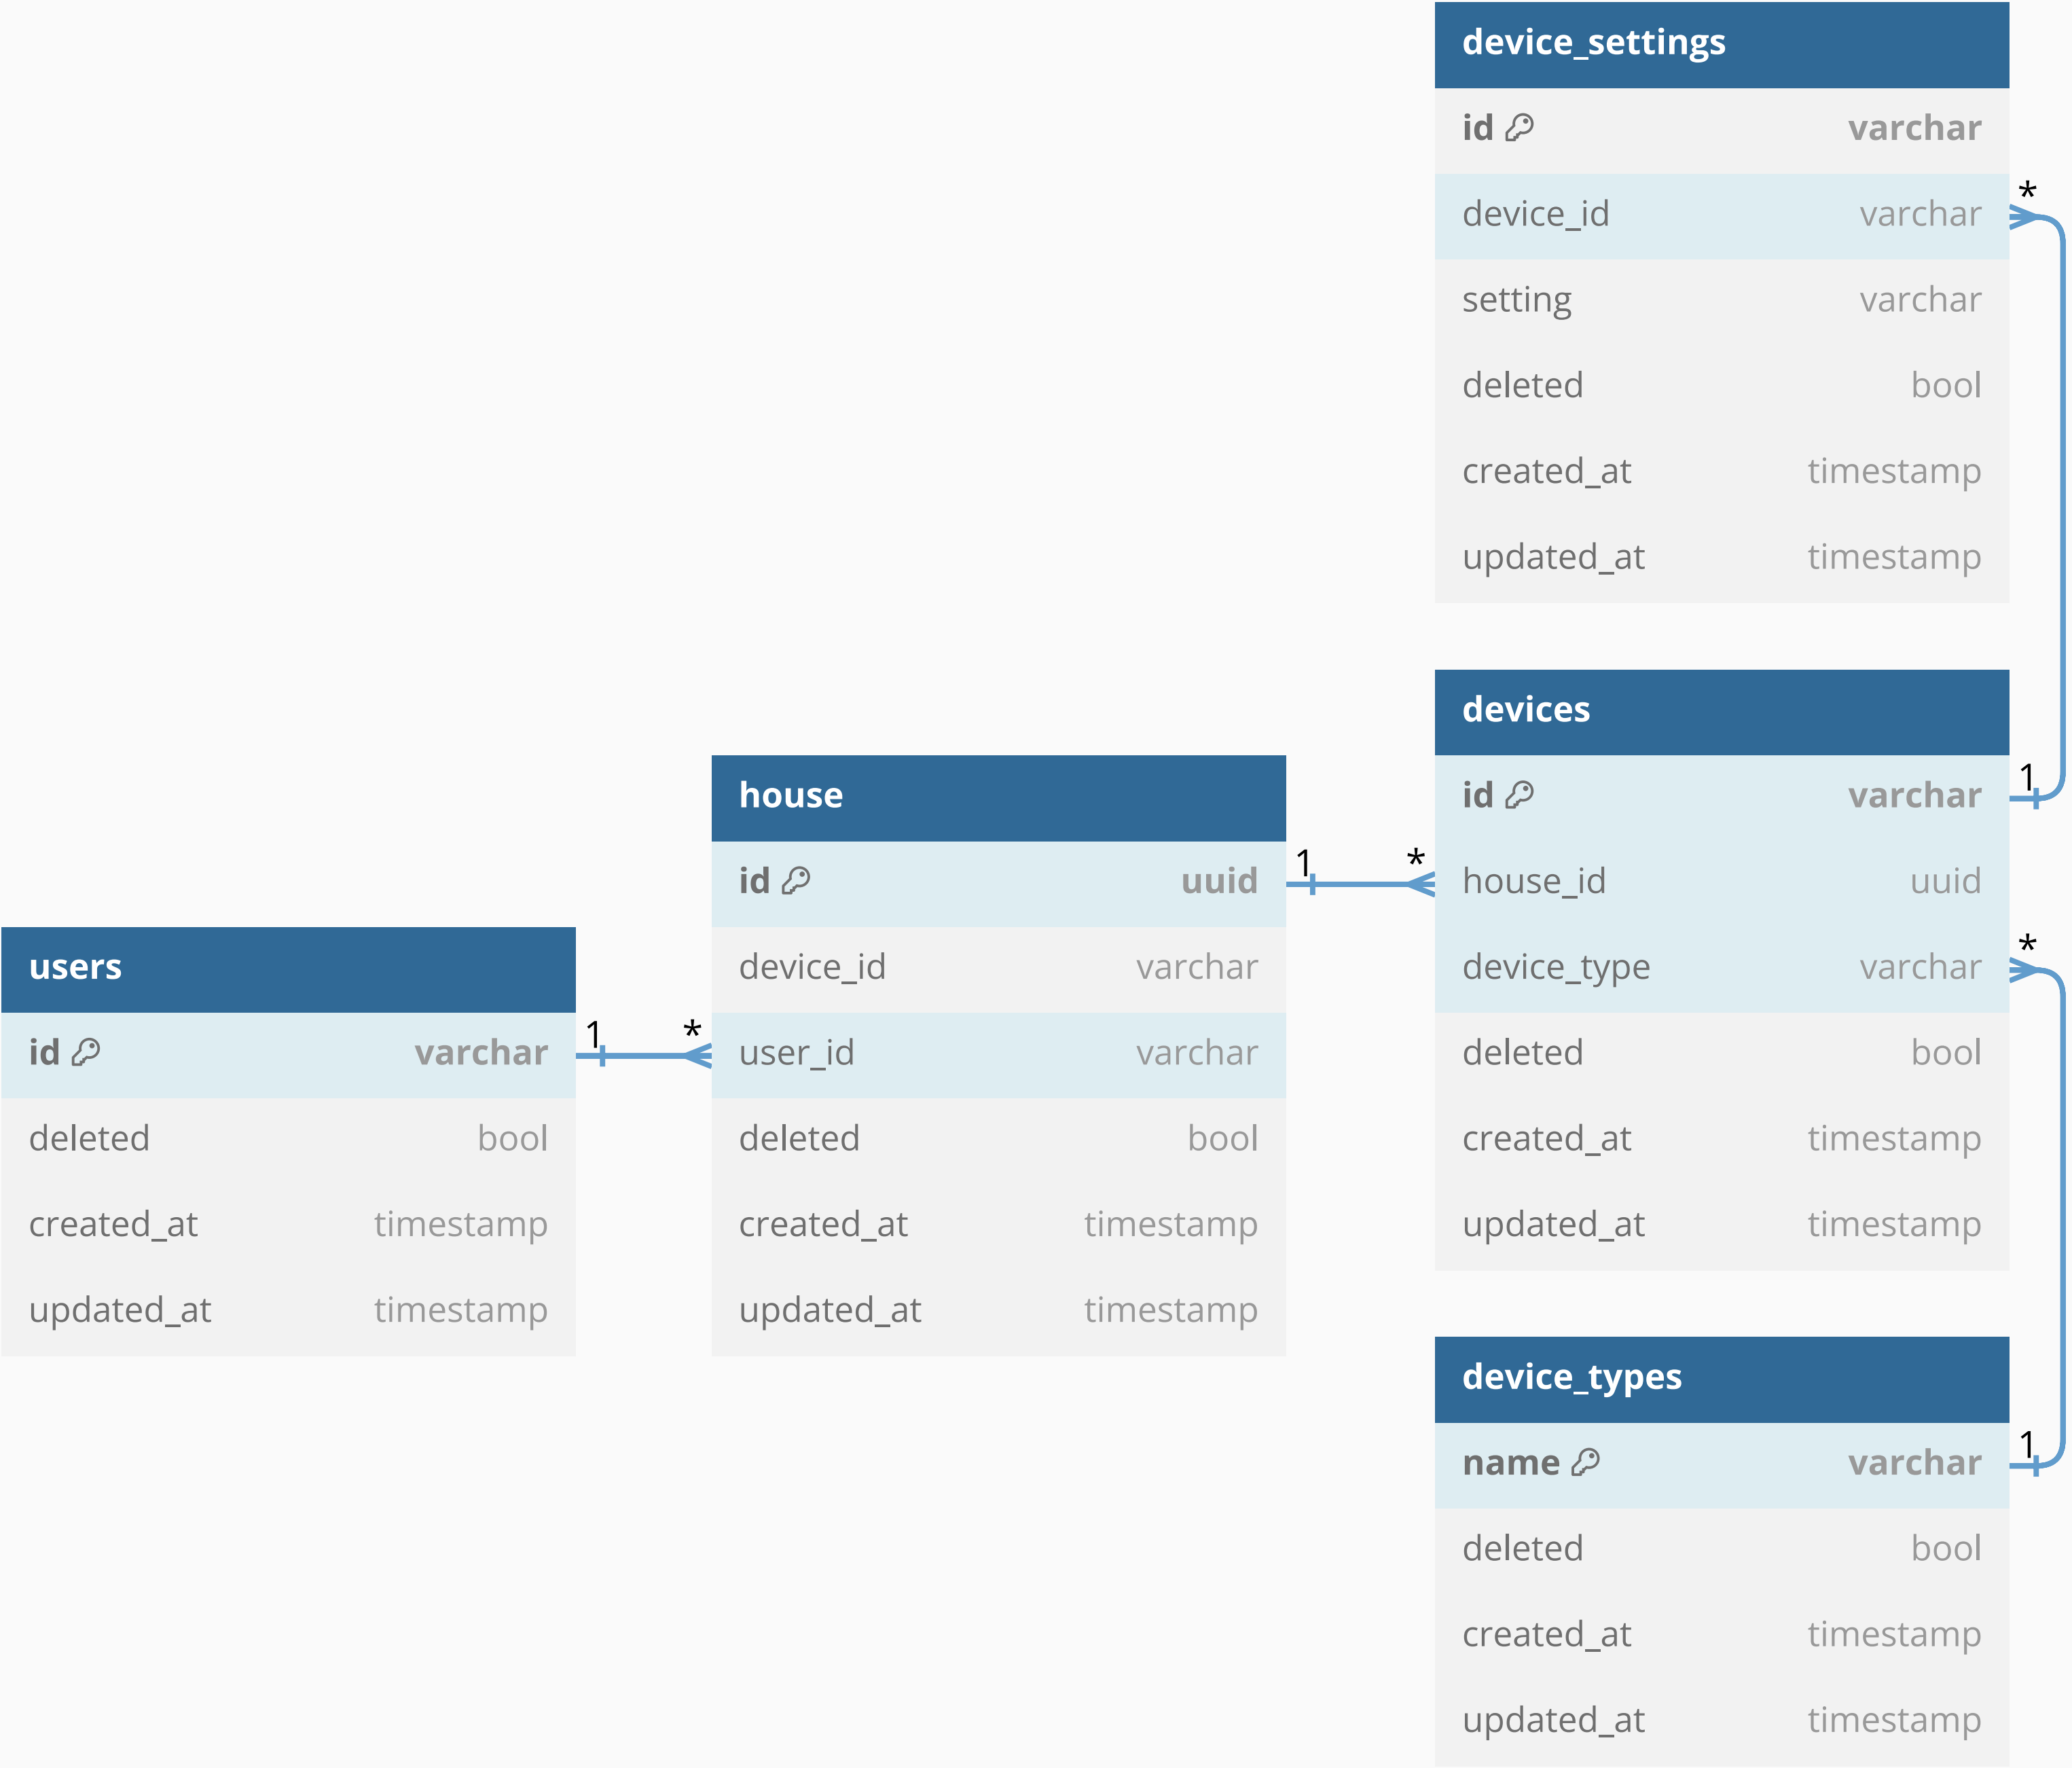 device_settings
id varchar
*
device_id varchar
setting varchar
deleted bool
created_at timestamp
updated_at timestamp
devices
1
id varchar
house_id uuid
*
device_type varchar
deleted bool
created_at timestamp
updated_at timestamp
house
1 *
id uuid
device_id varchar
user_id varchar
deleted bool
created_at timestamp
updated_at timestamp
users
1 *
id varchar
deleted bool
created_at timestamp
updated_at timestamp
device_types
1
name varchar
deleted bool
created_at timestamp
updated_at timestamp